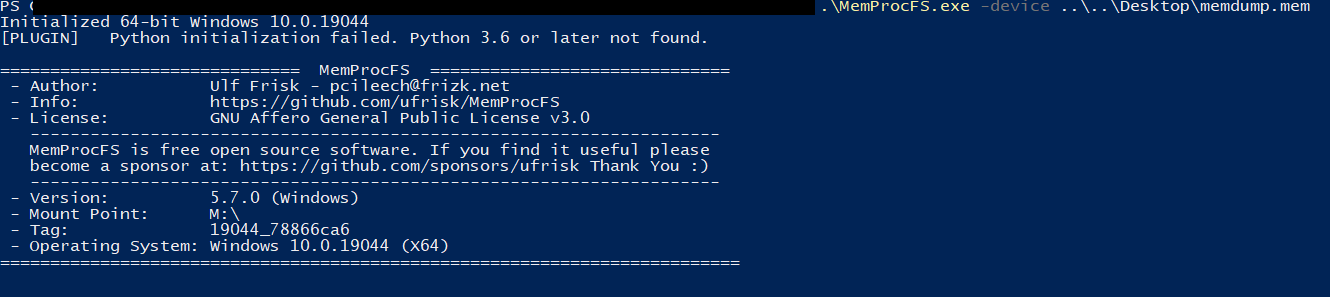 PS C .\MemProcFS.exe -device ..\..\Desktop\memdump.mem
Initialized 64-bit Windows 10.0.19044
[PLUGIN]   Python initialization failed. Python 3.6 or later not found.
============================== MemProcFS ==============================
- Author:           Ulf Frisk - pcileech@frizk.net
- Info:             https://github.com/ufrisk/MemProcFS
- License:          GNU Affero General Public License v3.0
---------------------------------------------------------------------
MemProcFS is free open source software. If you find it useful please
become a sponsor at: https://github.com/sponsors/ufrisk Thank You :)
---------------------------------------------------------------------
- Version:          5.7.0 (Windows)
- Mount Point:      M:\
- Tag:              19044_78866ca6
- Operating System: Windows 10.0.19044 (X64)
==========================================================================